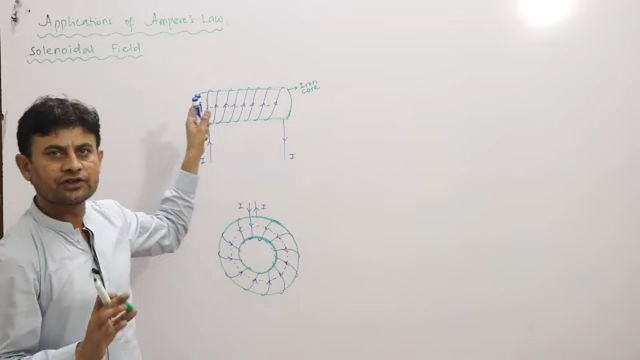 Applications of Ampere's Law.
Solenoidal Field
Iron
core
I
I
I
I